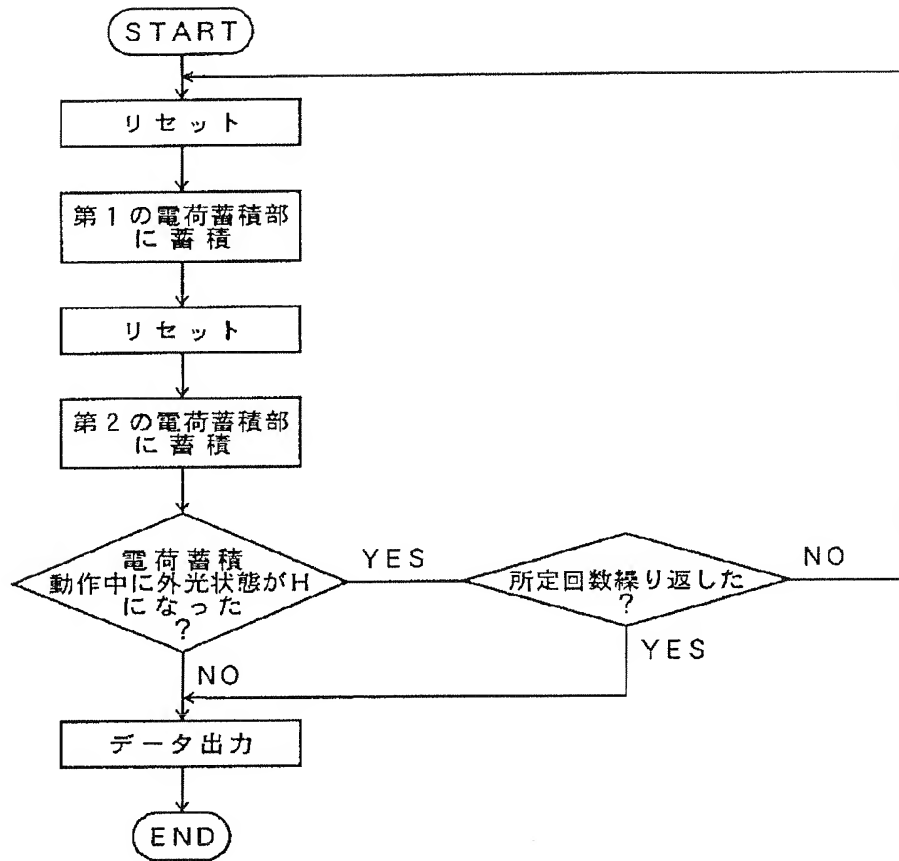 START
リセット
第1の電荷蓄積部
に蓄積
リセット
第2の電荷蓄積部
に蓄積
電荷蓄積
動作中に外光状態がH
になった
?
YES
NO
所定回数繰り返した
?
NO
YES
データ出力
END